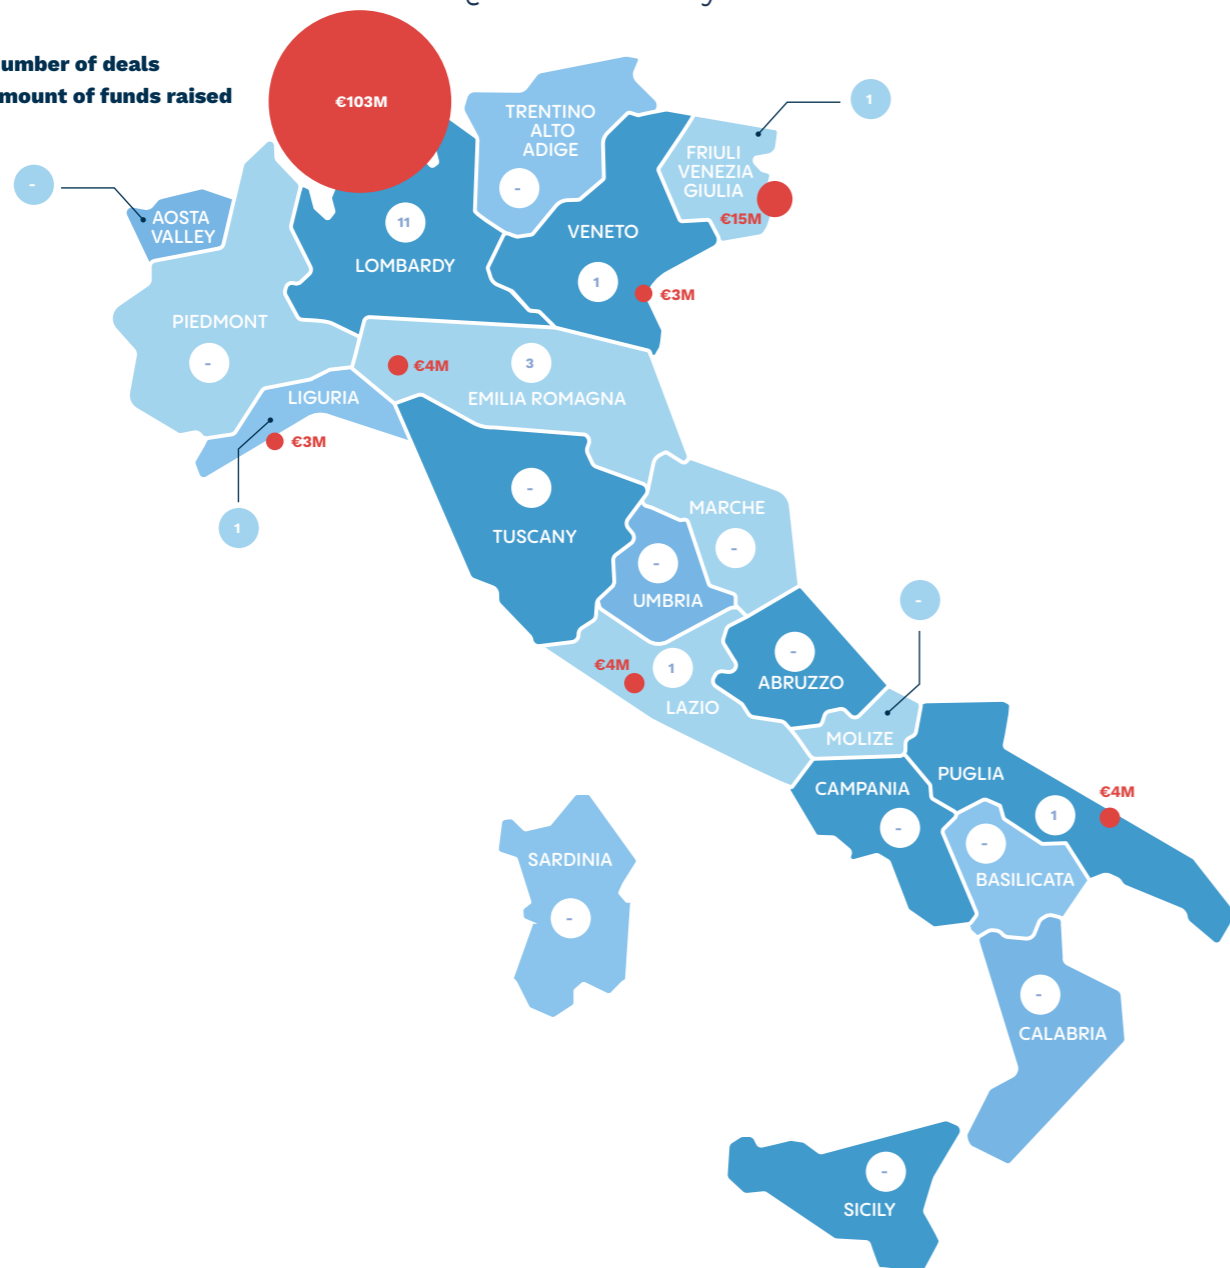 umber of deals
mount of funds raised
€103M
TRENTINO
ALTO
ADIGE
-
1
FRIULI
VENEZIA
GIULIA
€15M
-
AOSTA
VALLEY
11
LOMBARDY
VENETO
1
€3M
PIEDMONT
-
€4M
3
EMILIA ROMAGNA
LIGURIA
€3M
1
-
TUSCANY
MARCHE
-
-
UMBRIA
-
€4M
1
LAZIO
-
ABRUZZO
MOLIZE
CAMPANIA
-
PUGLIA
1
€4M
-
BASILICATA
SARDINIA
-
-
CALABRIA
-
SICILY